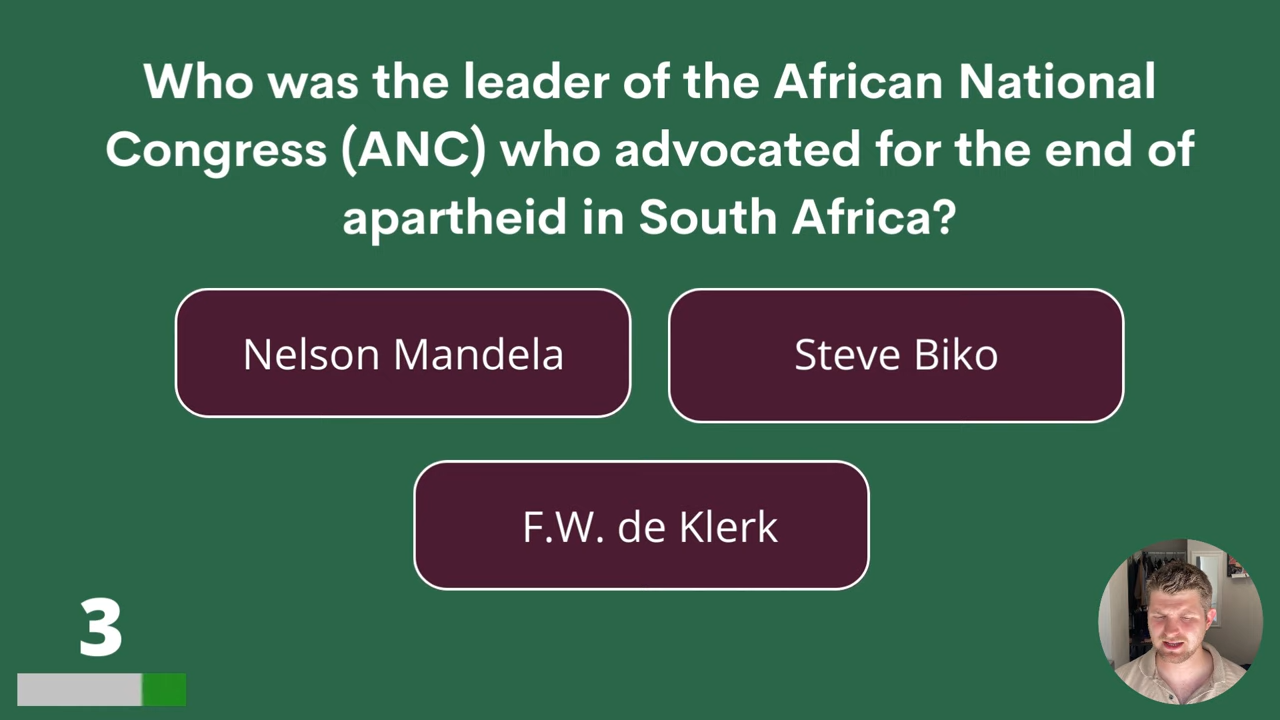 Who was the leader of the African National
Congress (ANC) who advocated for the end of
apartheid in South Africa?
Nelson Mandela
Steve Biko
F.W. de Klerk
3